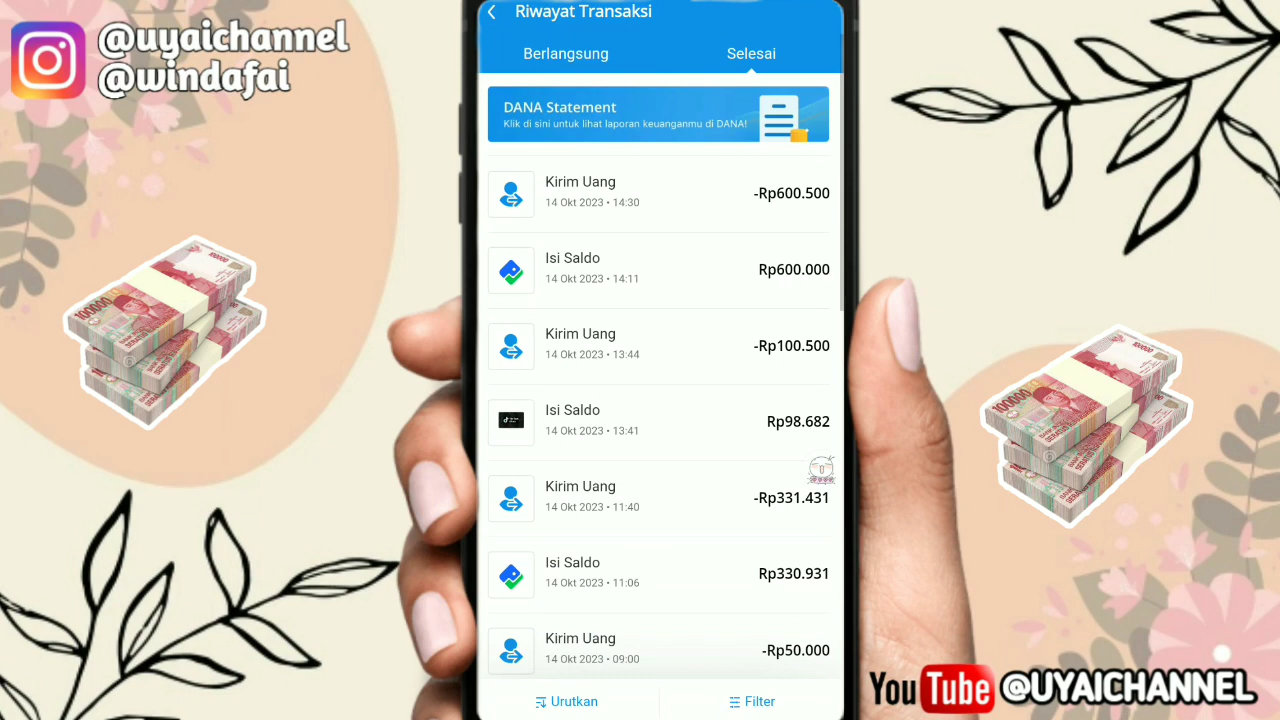 @uyaichannel
@windafai
Riwayat Transaksi
Berlangsung
Selesai
DANA Statement
Klik di sini untuk lihat laporan keuanganmu di DANA!
Kirim Uang
14 Okt 2023 • 14:30
-Rp600.500
Isi Saldo
14 Okt 2023 • 14:11
Rp600.000
Kirim Uang
14 Okt 2023 • 13:44
-Rp100.500
Isi Saldo
14 Okt 2023 • 13:41
Rp98.682
Kirim Uang
14 Okt 2023 • 11:40
-Rp331.431
Isi Saldo
14 Okt 2023 • 11:06
Rp330.931
Kirim Uang
14 Okt 2023 • 09:00
-Rp50.000
Urutkan
Filter
100000
100000
100000
100000
YouTube @UYAICHANNEL